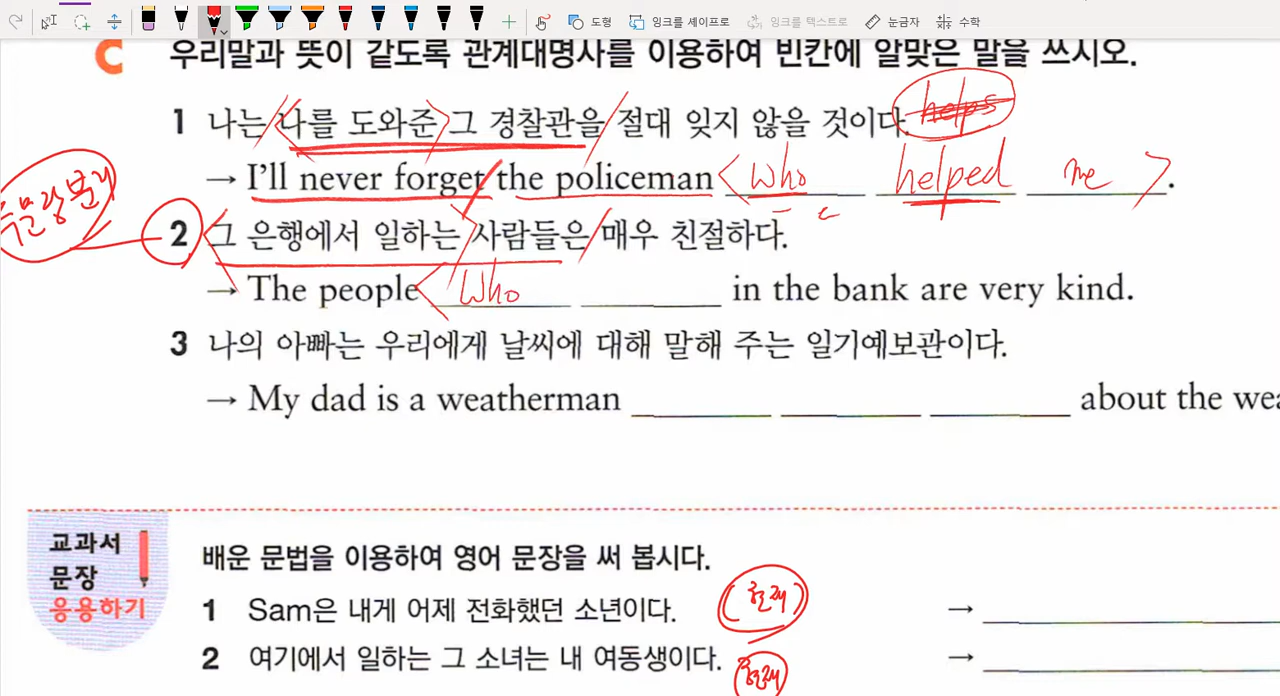 도형 잉크를 셰이프로 잉크를 텍스트로 눈금자 수학
C 우리말과 뜻이 같도록 관계대명사를 이용하여 빈칸에 알맞은 말을 쓰시오.
helps
1 나는 나를 도와준 그 경찰관을 절대 잊지 않을 것이다.
→ I'll never forget the policeman who helped me.
2 그 은행에서 일하는 사람들은 매우 친절하다.
→ The people who in the bank are very kind.
3 나의 아빠는 우리에게 날씨에 대해 말해 주는 일기예보관이다.
→ My dad is a weatherman about the
교과서
문장
응용하기
배운 문법을 이용하여 영어 문장을 써 봅시다.
1 Sam은 내게 어제 전화했던 소년이다. (현재) →
2 여기에서 일하는 그 소녀는 내 여동생이다. 현재 →